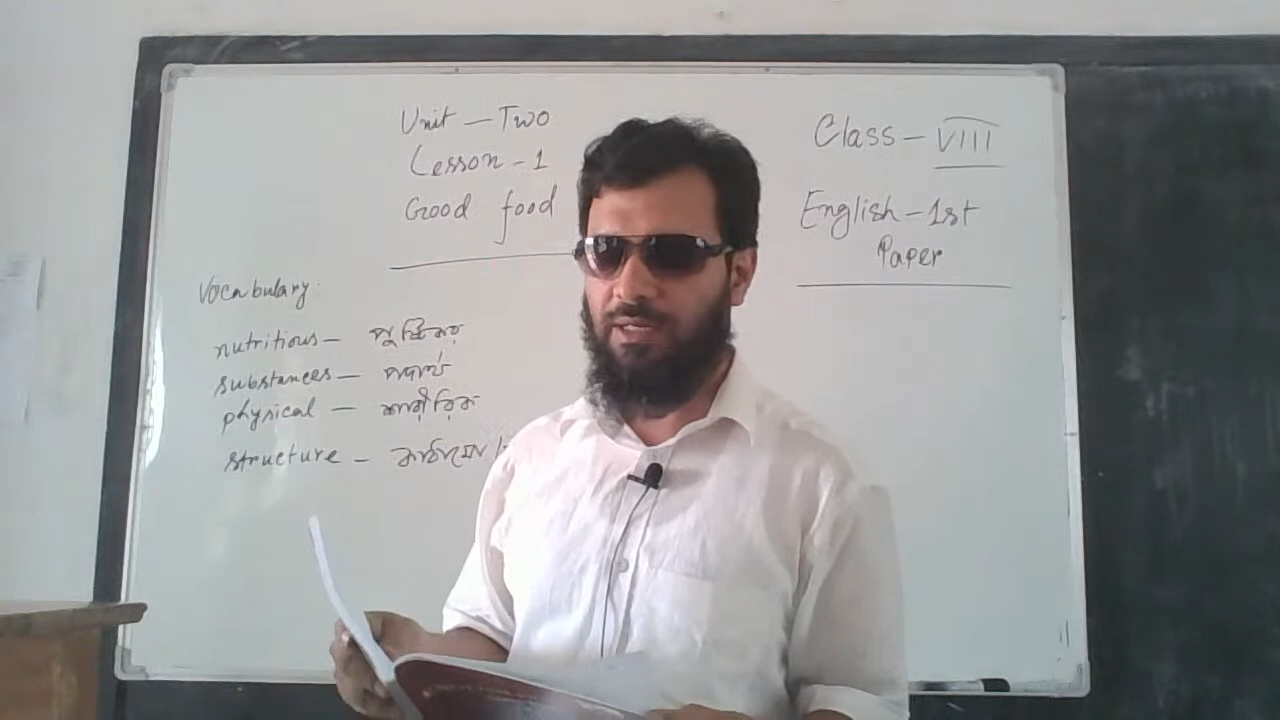 Unit – Two
Lesson - 1
Good food
Class – VIII
English – 1st
Paper
Vocabulary:
nutritious – পুষ্টিকর
substances – পদার্থ
physical – শারীরিক
structure – কাঠামো